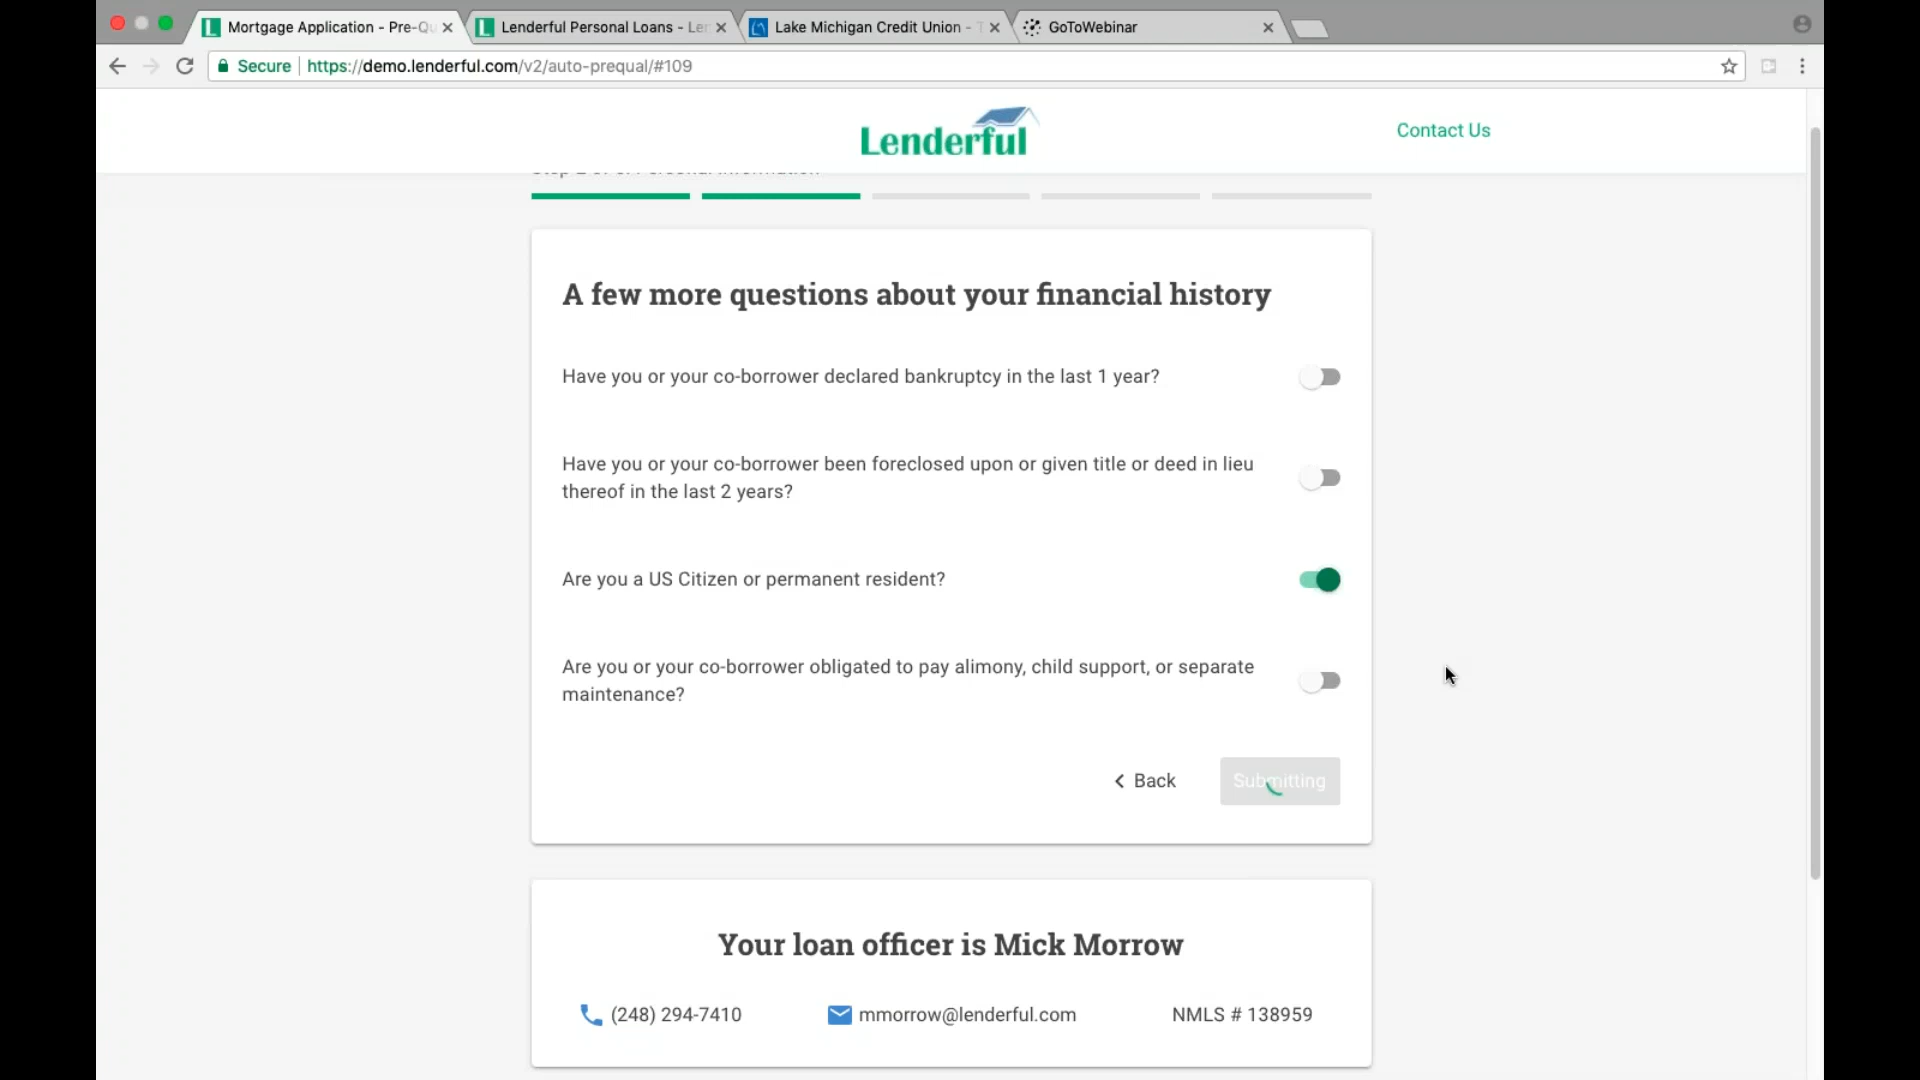 Mortgage Application - Pre-Qu
Lenderful Personal Loans - Len
Lake Michigan Credit Union - T
GoToWebinar
Secure
https://demo.lenderful.com/v2/auto-prequal/#109
Lenderful
Contact Us
A few more questions about your financial history
Have you or your co-borrower declared bankruptcy in the last 1 year?
Have you or your co-borrower been foreclosed upon or given title or deed in lieu
thereof in the last 2 years?
Are you a US Citizen or permanent resident?
Are you or your co-borrower obligated to pay alimony, child support, or separate
maintenance?
Back
Submitting
Your loan officer is Mick Morrow
(248) 294-7410
mmorrow@lenderful.com
NMLS # 138959